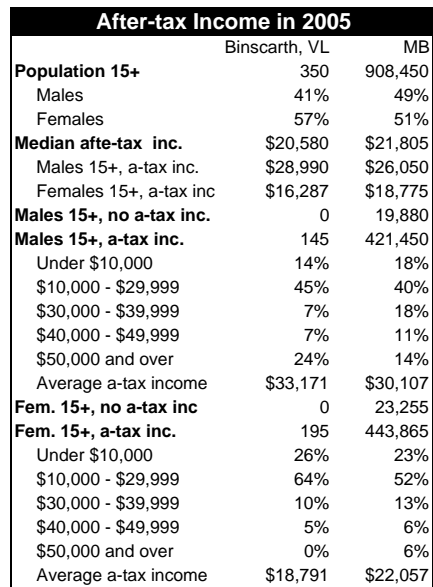 After-tax Income in 2005
Binscarth, VL MB
Population 15+ 350 908,450
Males 41% 49%
Females 57% 51%
Median afte-tax inc. $20,580 $21,805
Males 15+, a-tax inc. $28,990 $26,050
Females 15+, a-tax inc $16,287 $18,775
Males 15+, no a-tax inc. 0 19,880
Males 15+, a-tax inc. 145 421,450
Under $10,000 14% 18%
$10,000 - $29,999 45% 40%
$30,000 - $39,999 7% 18%
$40,000 - $49,999 7% 11%
$50,000 and over 24% 14%
Average a-tax income $33,171 $30,107
Fem. 15+, no a-tax inc 0 23,255
Fem. 15+, a-tax inc. 195 443,865
Under $10,000 26% 23%
$10,000 - $29,999 64% 52%
$30,000 - $39,999 10% 13%
$40,000 - $49,999 5% 6%
$50,000 and over 0% 6%
Average a-tax income $18,791 $22,057